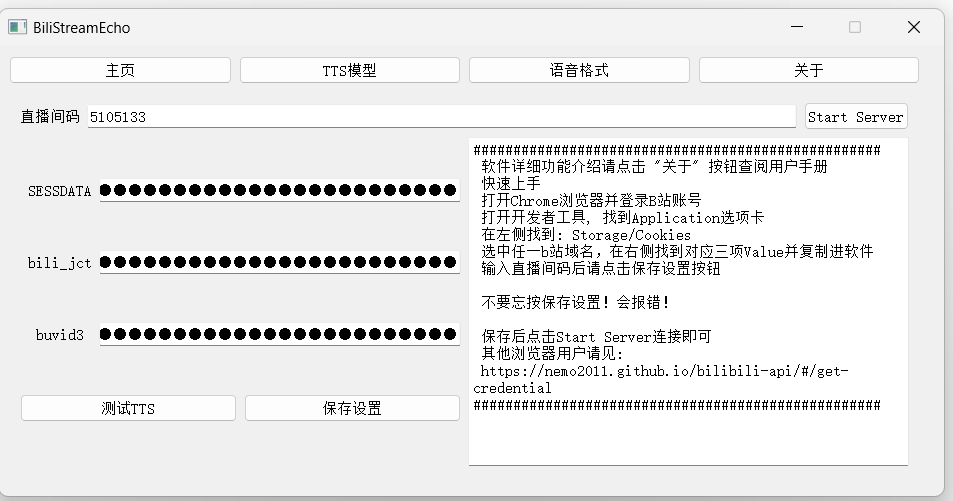 BiliStreamEcho
主页 TTS模型 语音格式 关于
直播间码 5105133 Start Server
SESSDATA
bili_jct
buvid3
测试TTS 保存设置
###################################################
软件详细功能介绍请点击 "关于" 按钮查阅用户手册
快速上手
打开Chrome浏览器并登录B站账号
打开开发者工具, 找到Application选项卡
在左侧找到: Storage/Cookies
选中任一b站域名，在右侧找到对应三项Value并复制进软件
输入直播间码后请点击保存设置按钮
不要忘按保存设置! 会报错!
保存后点击Start Server连接即可
其他浏览器用户请见:
https://nemo2011.github.io/bilibili-api/#/get-
credential
###################################################